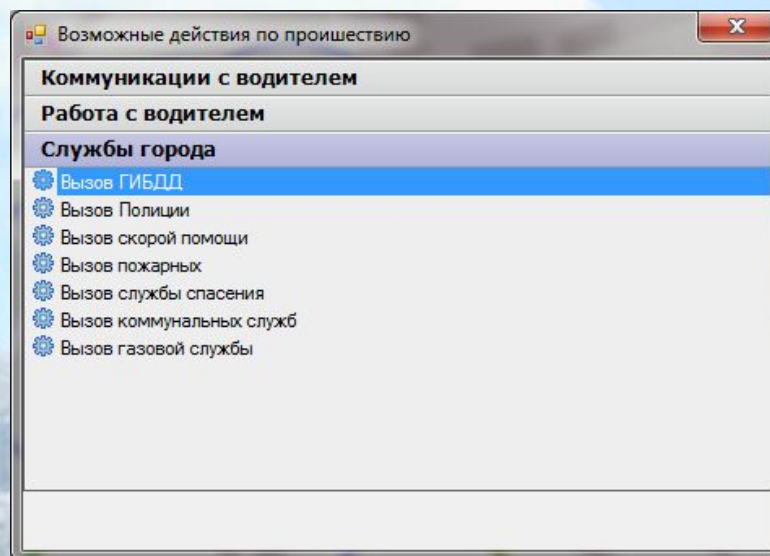 Возможные действия по происшествию
Коммуникации с водителем
Работа с водителем
Службы города
Вызов ГИБДД
Вызов Полиции
Вызов скорой помощи
Вызов пожарных
Вызов службы спасения
Вызов коммунальных служб
Вызов газовой службы